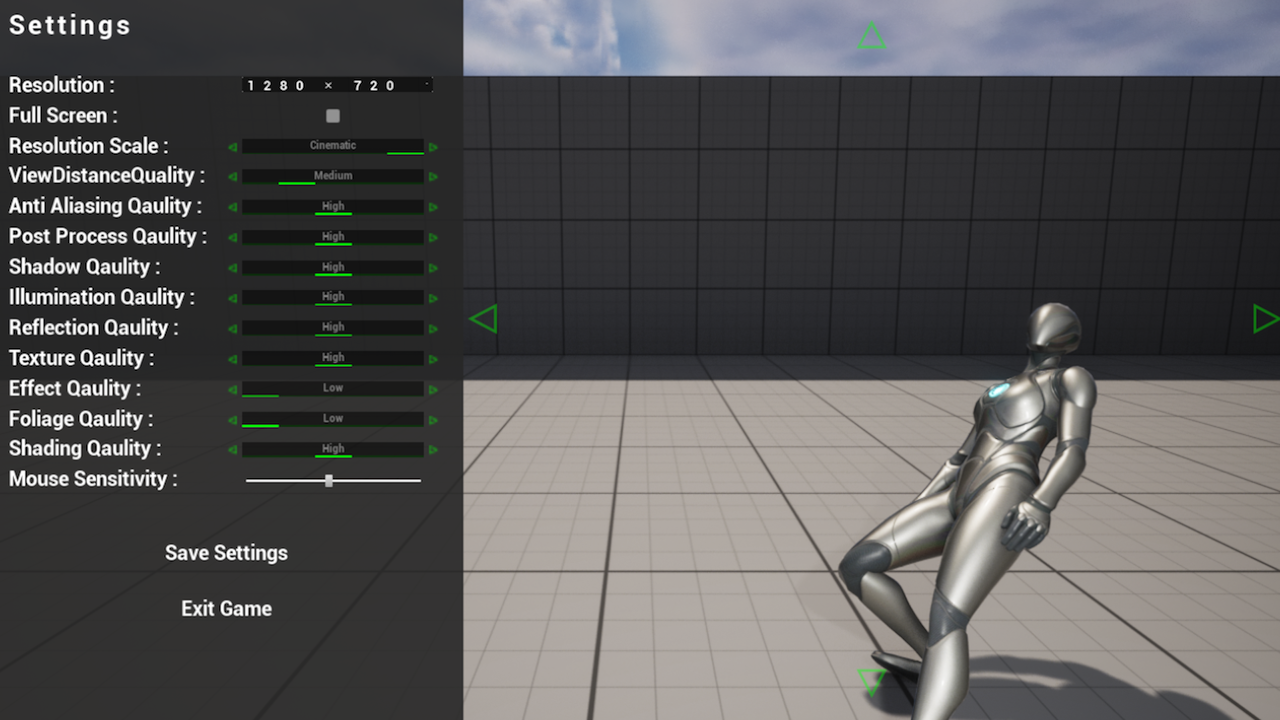 Settings
Resolution : 1280 × 720
Full Screen :
Resolution Scale : Cinematic
ViewDistanceQuality : Medium
Anti Aliasing Qaulity : High
Post Process Qaulity : High
Shadow Qaulity : High
Illumination Qaulity : High
Reflection Qaulity : High
Texture Qaulity : High
Effect Qaulity : Low
Foliage Qaulity : Low
Shading Qaulity : High
Mouse Sensitivity :
Save Settings
Exit Game